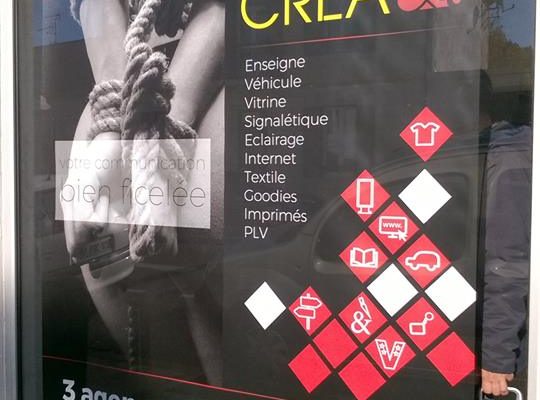 CREA &
Enseigne
Véhicule
Vitrine
Signalétique
Eclairage
Internet
Textile
Goodies
Imprimés
PLV
votre communication
bien ficelée
www.
&
V
3 agen